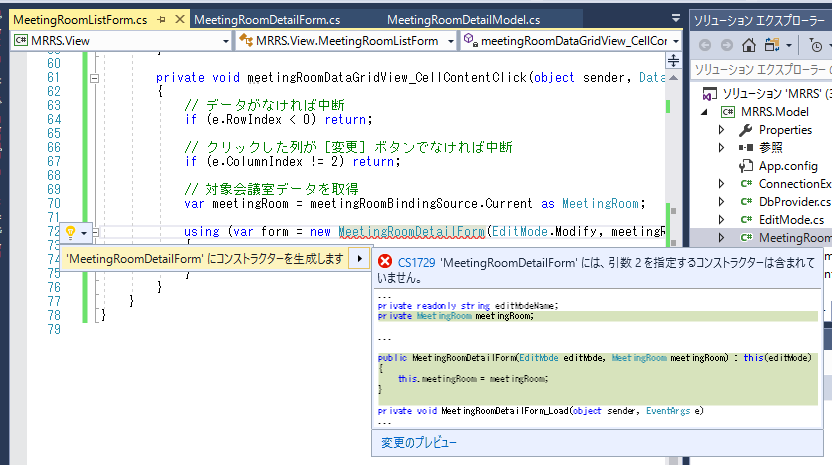 MeetingRoomListForm.cs
MeetingRoomDetailForm.cs
MeetingRoomDetailModel.cs
MRRS.View
MRRS.View.MeetingRoomListForm
meetingRoomDataGridView_CellCor
60
61 private void meetingRoomDataGridView_CellContentClick(object sender, Data
62 {
63 // データがなければ中断
64 if (e.RowIndex < 0) return;
65
66 // クリックした列が［変更］ボタンでなければ中断
67 if (e.ColumnIndex != 2) return;
68
69 // 対象会議室データを取得
70 var meetingRoom = meetingRoomBindingSource.Current as MeetingRoom;
71
72 using (var form = new MeetingRoomDetailForm(EditMode.Modify, meetingR
73 {
'MeetingRoomDetailForm' にコンストラクターを生成します
75 }
76 }
77 }
78 }
79
CS1729 'MeetingRoomDetailForm' には、引数 2 を指定するコンストラクターは含まれて
いません。
...
private readonly string editModeName;
private MeetingRoom meetingRoom;
...
public MeetingRoomDetailForm(EditMode editMode, MeetingRoom meetingRoom) : this(editMode)
{
this.meetingRoom = meetingRoom;
}
private void MeetingRoomDetailForm_Load(object sender, EventArgs e)
...
変更のプレビュー
ソリューション エクスプローラー
ソリューション エクスプローラー の
ソリューション 'MRRS' (3
MRRS.Model
Properties
参照
App.config
C# ConnectionEx
C# DbProvider.cs
C# EditMode.cs
C# MeetingRoom